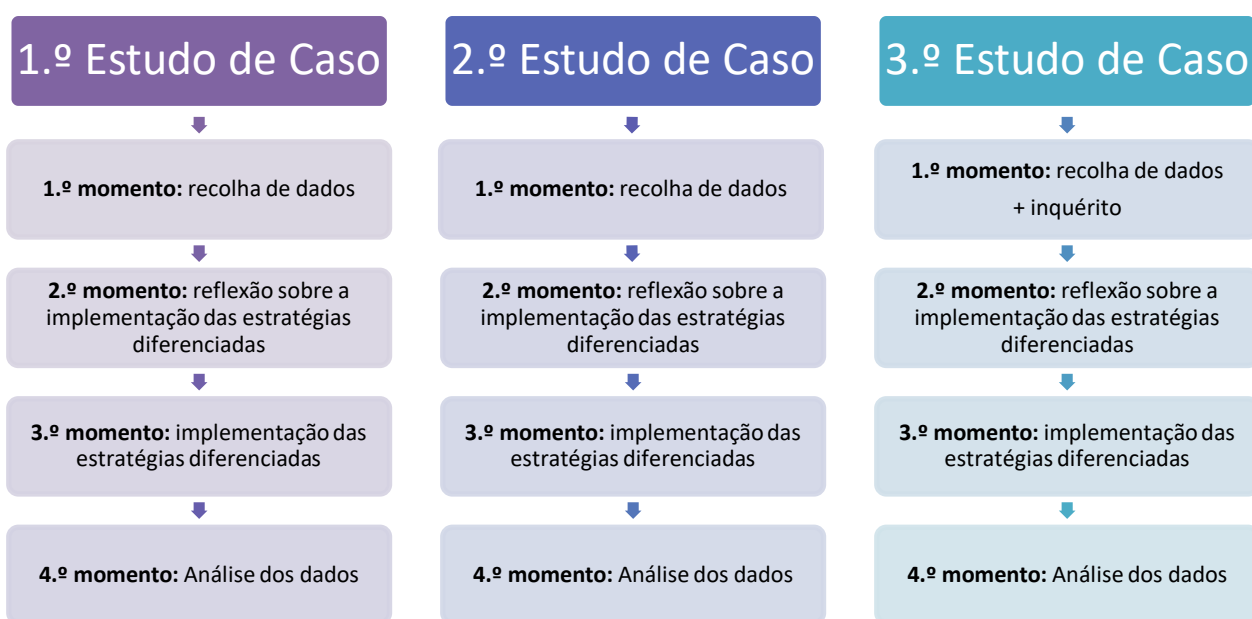 1.º Estudo de Caso
1.º momento: recolha de dados
2.º momento: reflexão sobre a
implementação das estratégias
diferenciadas
3.º momento: implementação das
estratégias diferenciadas
4.º momento: Análise dos dados
2.º Estudo de Caso
1.º momento: recolha de dados
2.º momento: reflexão sobre a
implementação das estratégias
diferenciadas
3.º momento: implementação das
estratégias diferenciadas
4.º momento: Análise dos dados
3.º Estudo de Caso
1.º momento: recolha de dados
+ inquérito
2.º momento: reflexão sobre a
implementação das estratégias
diferenciadas
3.º momento: implementação das
estratégias diferenciadas
4.º momento: Análise dos dados